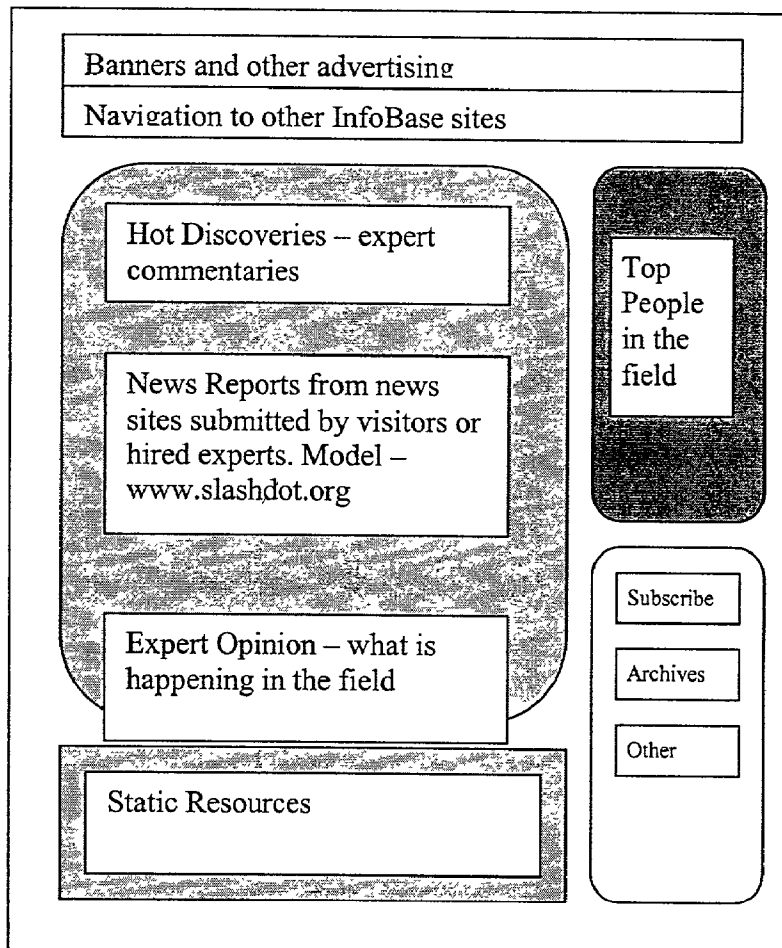 Banners and other advertising
Navigation to other InfoBase sites
Hot Discoveries – expert
commentaries
News Reports from news
sites submitted by visitors or
hired experts. Model –
www.slashdot.org
Expert Opinion – what is
happening in the field
Static Resources
Top
People
in the
field
Subscribe
Archives
Other